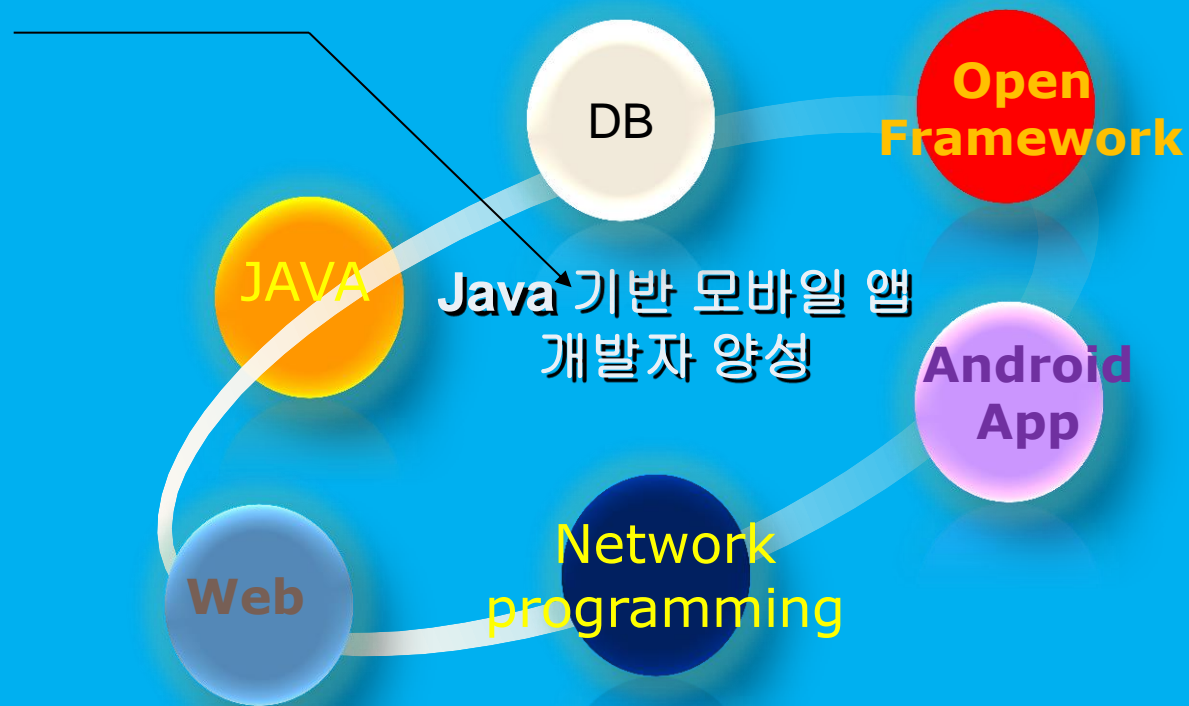 DB
Open
Framework
JAVA
Java 기반 모바일 앱
개발자 양성
Android
App
Network
programming
Web